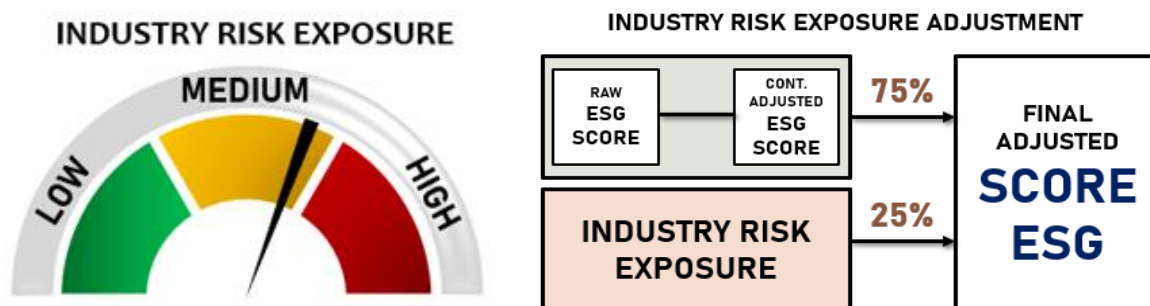 INDUSTRY RISK EXPOSURE
LOW
MEDIUM
HIGH
INDUSTRY RISK EXPOSURE ADJUSTMENT
RAW
ESG
SCORE
CONT.
ADJUSTED
ESG
SCORE
75%
INDUSTRY RISK
EXPOSURE
25%
FINAL
ADJUSTED
SCORE
ESG